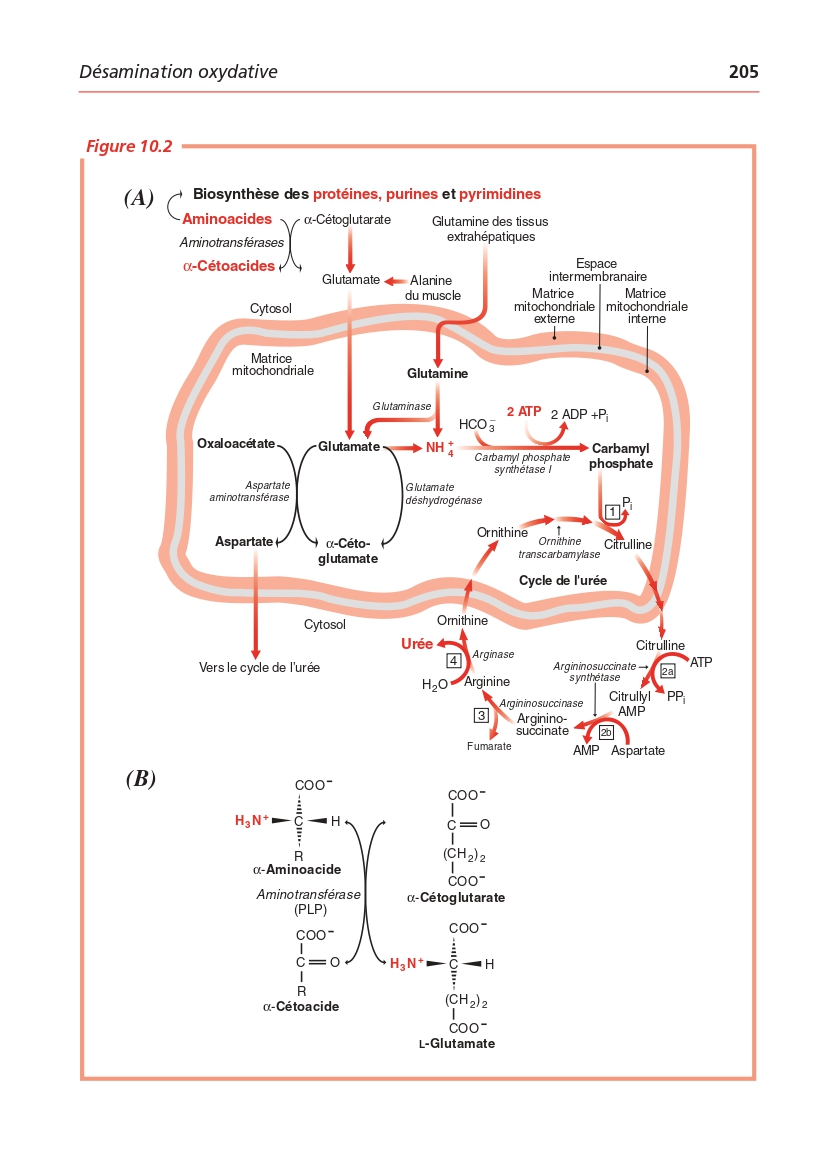 Désamination oxydative
205
Figure 10.2
(A)
Biosynthèse des protéines, purines et pyrimidines
Aminoacides
α-Cétoglutarate
Aminotransférases
α-Cétoacides
Glutamine des tissus
extrahépatiques
Glutamate
Alanine
du muscle
Espace
intermembranaire
Matrice
mitochondriale
externe
Matrice
mitochondriale
interne
Cytosol
Matrice
mitochondriale
Glutamine
Glutaminase
HCO3−
2 ATP
2 ADP +Pi
Oxaloacétate
Glutamate
NH4+
Carbamyl phosphate
synthétase I
Carbamyl
phosphate
Aspartate
aminotransférase
Glutamate
déshydrogénase
Pi
1
Ornithine
Ornithine
transcarbamylase
Citrulline
Aspartate
α-Céto-
glutamate
Cycle de l'urée
Cytosol
Ornithine
Urée
Arginase
4
H2O
Arginine
Vers le cycle de l'urée
Citrulline
ATP
Argininosuccinate
synthétase
2a
Citrullyl
AMP
PPi
Argininosuccinase
3
Arginino-
succinate
2b
Fumarate
AMP
Aspartate
(B)
COO−
H3N+ C H
R
α-Aminoacide
Aminotransférase
(PLP)
COO−
C O
R
α-Cétoacide
COO−
C O
(CH2)2
COO−
α-Cétoglutarate
COO−
H3N+ C H
(CH2)2
COO−
L-Glutamate